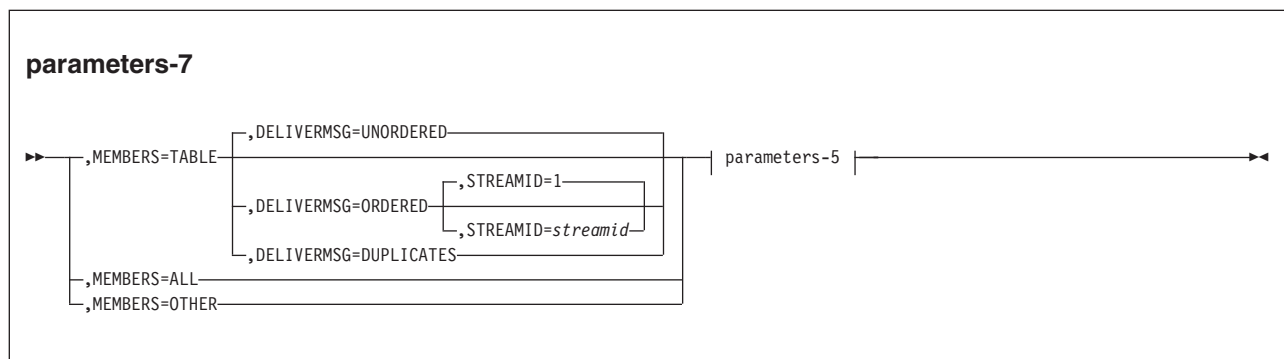 parameters-7
,DELIVERMSG=UNORDERED
,MEMBERS=TABLE
parameters-5
,STREAMID=1
,DELIVERMSG=ORDERED
,STREAMID=streamid
,DELIVERMSG=DUPLICATES
,MEMBERS=ALL
,MEMBERS=OTHER